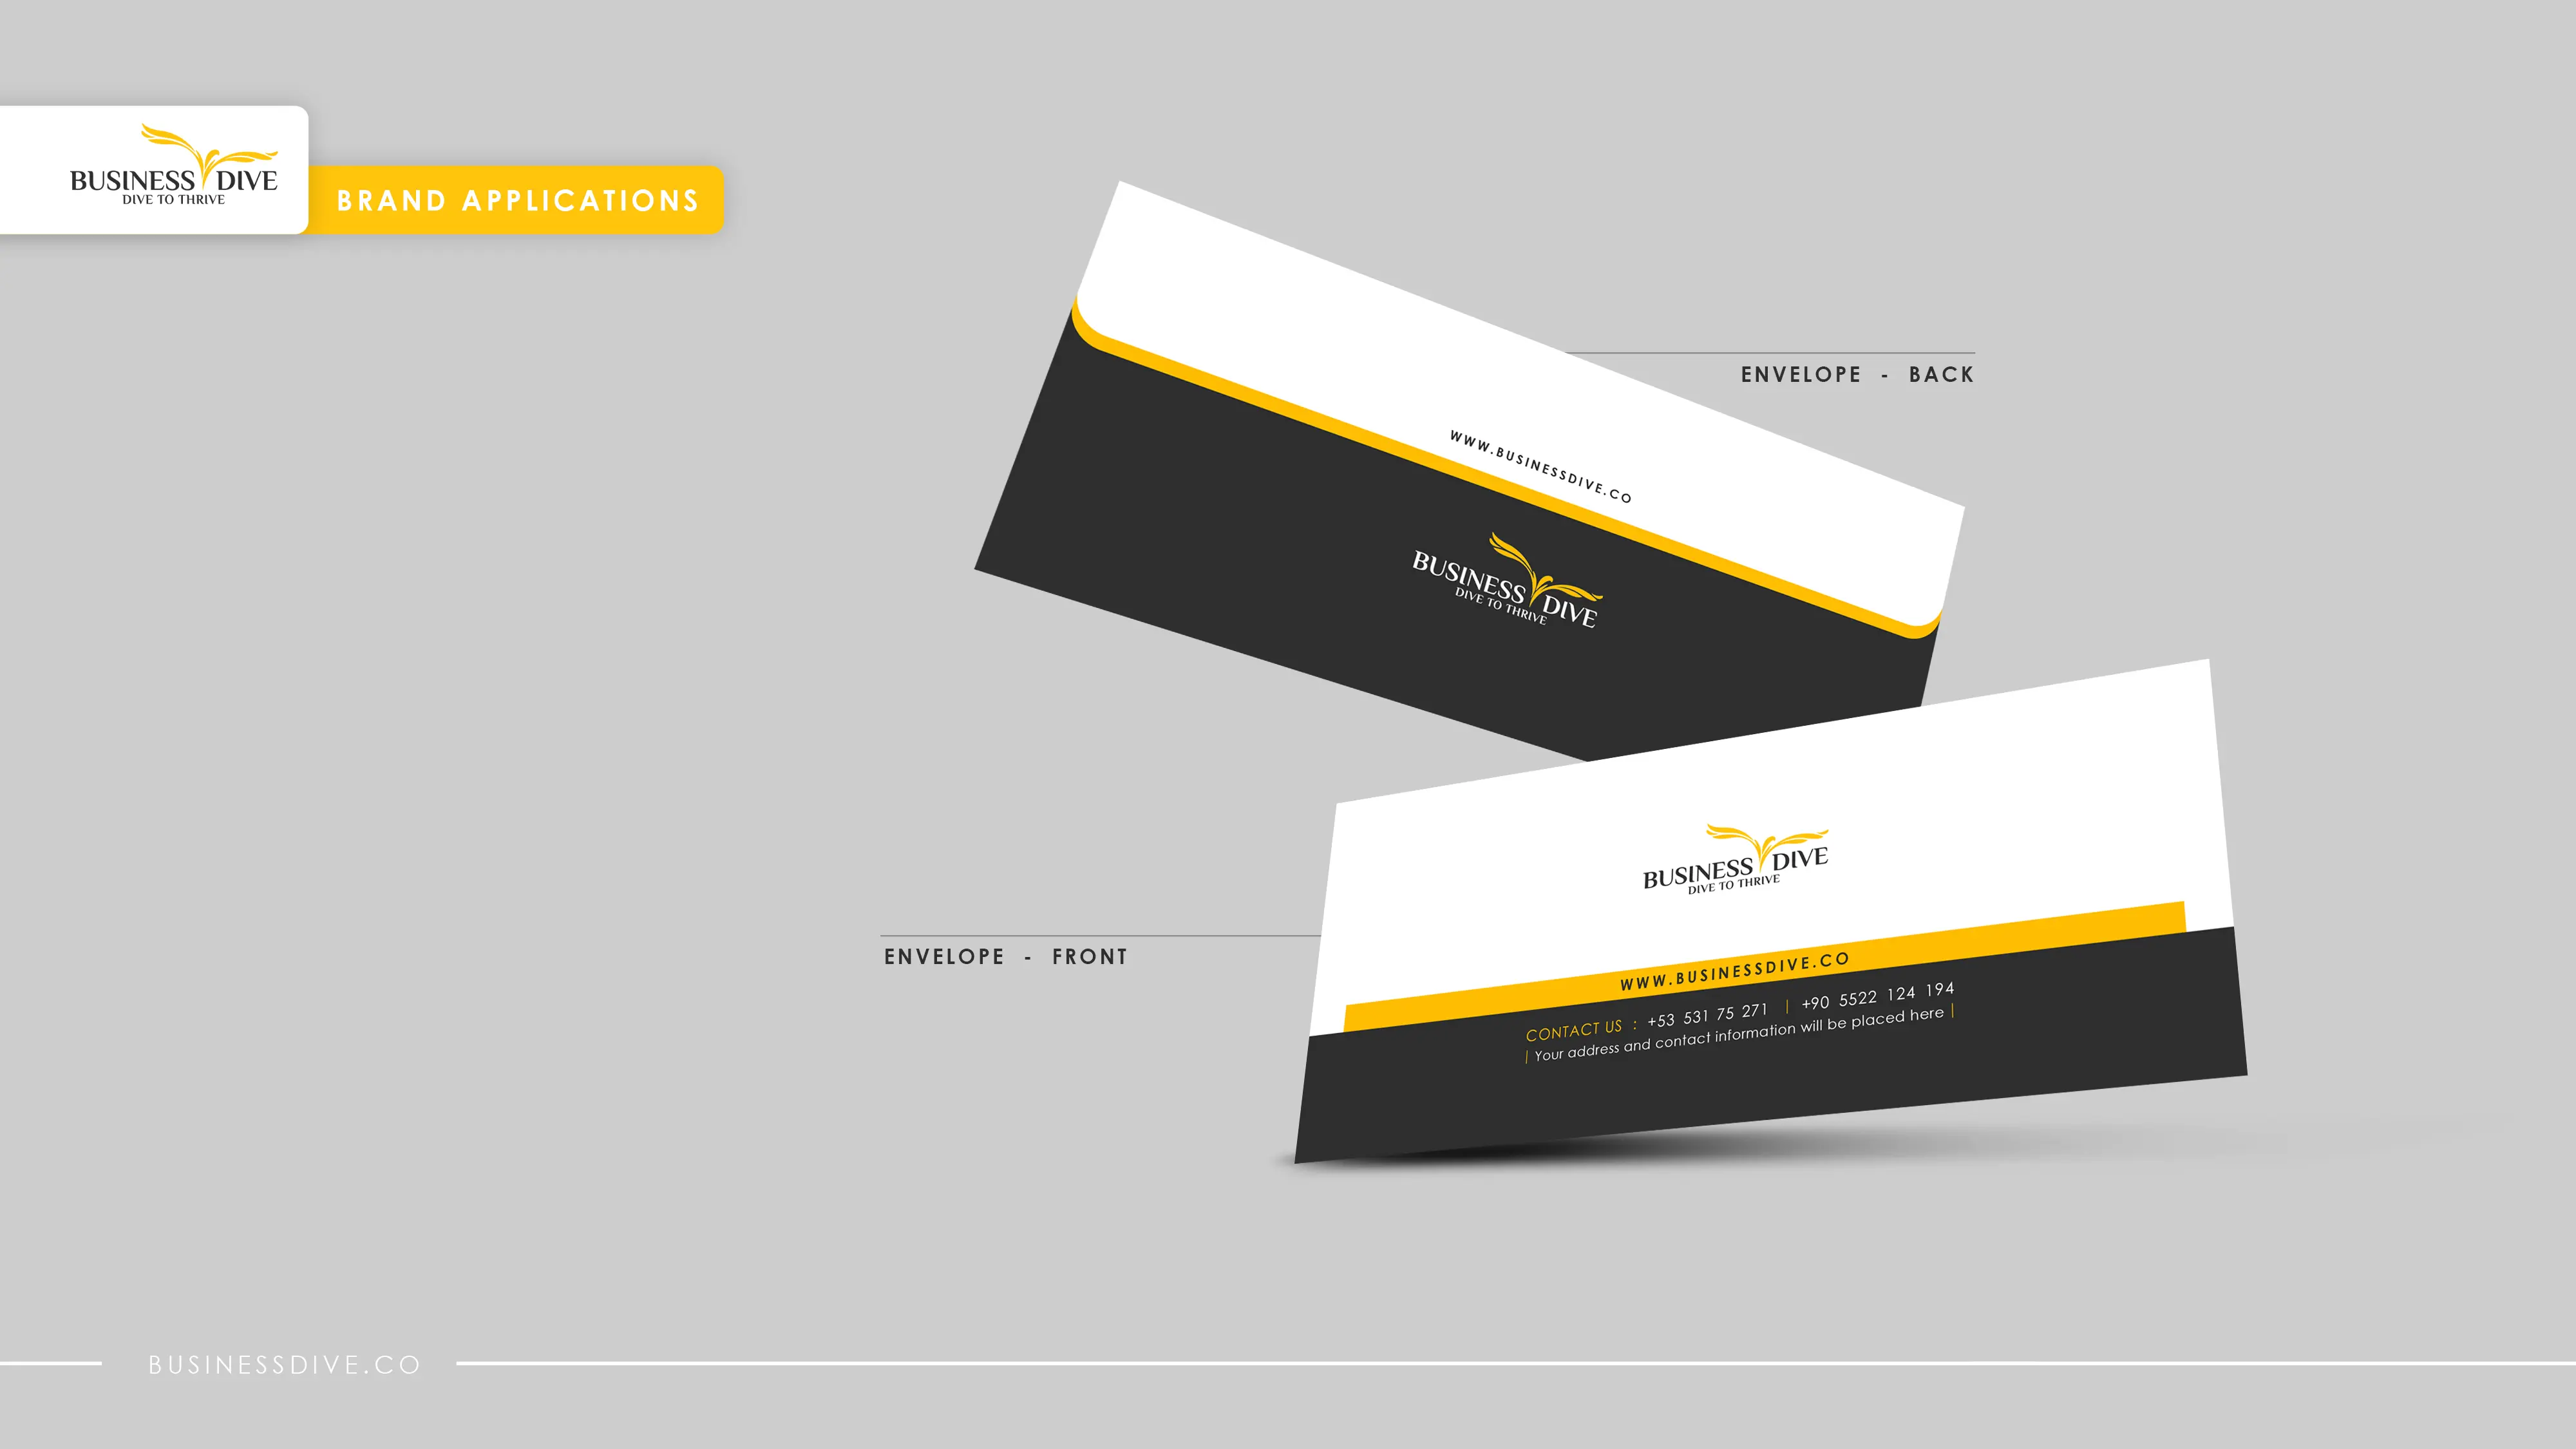 BUSINESS DIVE
DIVE TO THRIVE
BRAND APPLICATIONS
ENVELOPE - BACK
WWW.BUSINESSDIVE.CO
BUSINESS DIVE
DIVE TO THRIVE
BUSINESS DIVE
DIVE TO THRIVE
ENVELOPE - FRONT
WWW.BUSINESSDIVE.CO
CONTACT US : +53 531 75 271 | +90 5522 124 194
| Your address and contact information will be placed here |
BUSINESSDIVE.CO